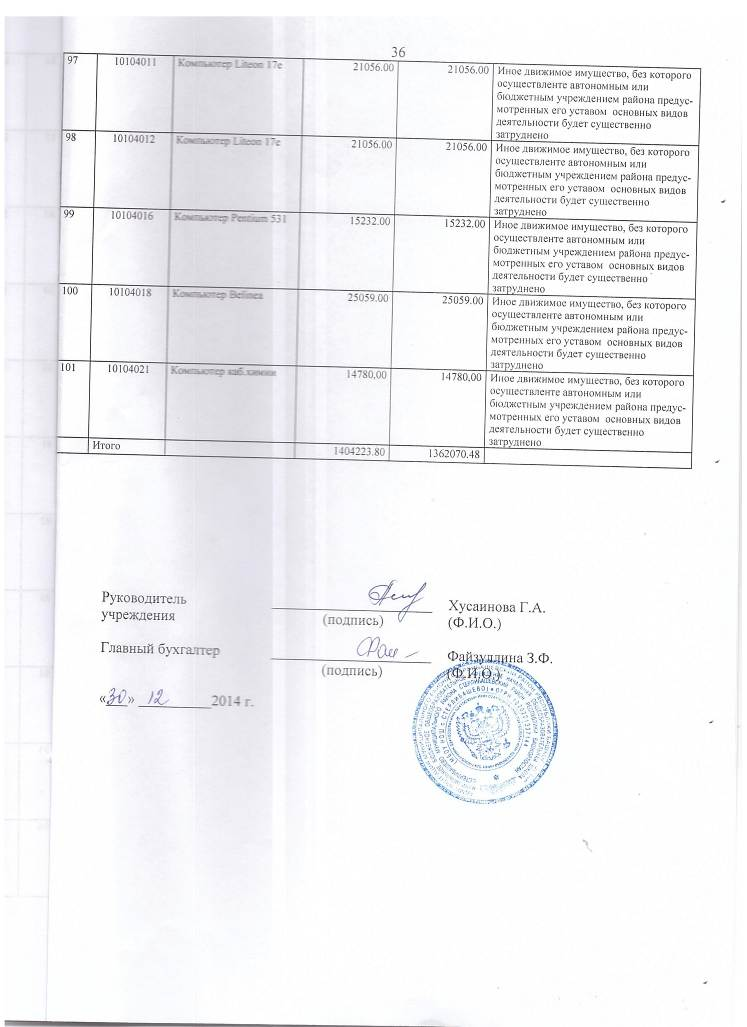 36
97 10104011 Компьютер Liteon 17e 21056.00 21056.00 Иное движимое имущество, без которого
осуществленте автономным или
бюджетным учреждением района предус-
мотренных его уставом основных видов
деятельности будет существенно
затруднено
98 10104012 Компьютер Liteon 17e 21056.00 21056.00 Иное движимое имущество, без которого
осуществленте автономным или
бюджетным учреждением района предус-
мотренных его уставом основных видов
деятельности будет существенно
затруднено
99 10104016 Компьютер Pentium 531 15232.00 15232.00 Иное движимое имущество, без которого
осуществленте автономным или
бюджетным учреждением района предус-
мотренных его уставом основных видов
деятельности будет существенно
затруднено
100 10104018 Компьютер Belinea 25059.00 25059.00 Иное движимое имущество, без которого
осуществленте автономным или
бюджетным учреждением района предус-
мотренных его уставом основных видов
деятельности будет существенно
затруднено
101 10104021 Компьютер каб.химии 14780,00 14780,00 Иное движимое имущество, без которого
осуществленте автономным или
бюджетным учреждением района предус-
мотренных его уставом основных видов
деятельности будет существенно
затруднено
Итого 1404223.80 1362070.48
Руководитель
учреждения Хусаинова Г.А.
(подпись) (Ф.И.О.)
Главный бухгалтер Файзуллина З.Ф.
(подпись) (Ф.И.О.)
«30» 12 2014 г.